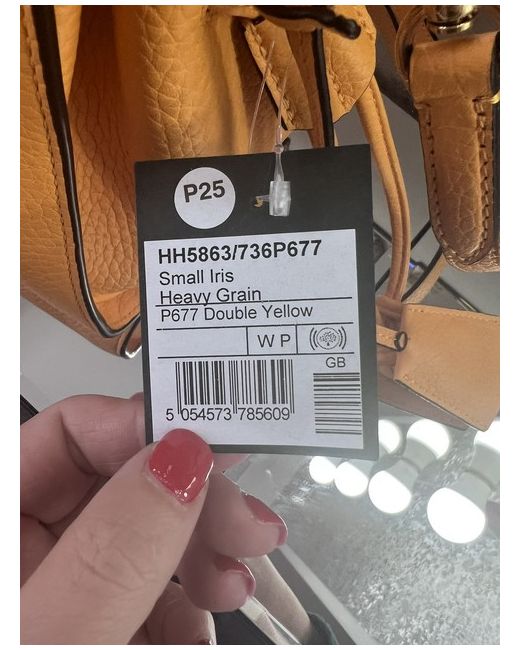 P25
HH5863/736P677
Small Iris
Heavy Grain
P677 Double Yellow
W P
GB
5 054573 785609